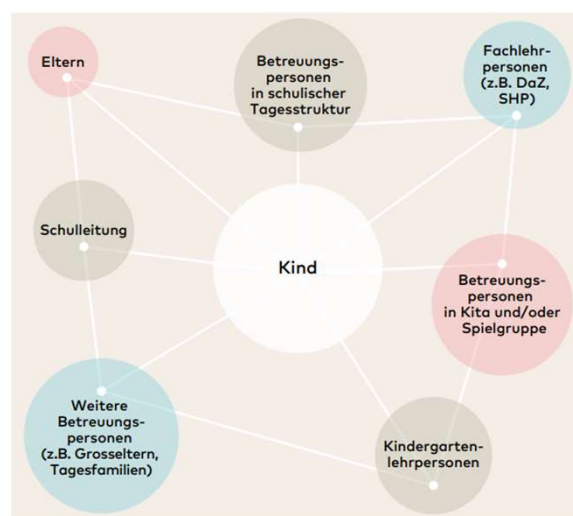 Eltern
Betreuungs-
personen
in schulischer
Tagesstruktur
Fachlehr-
personen
(z.B. DaZ,
SHP)
Schulleitung
Kind
Betreuungs-
personen
in Kita und/oder
Spielgruppe
Weitere
Betreuungs-
personen
(z.B. Grosseltern,
Tagesfamilien)
Kindergarten-
lehrpersonen